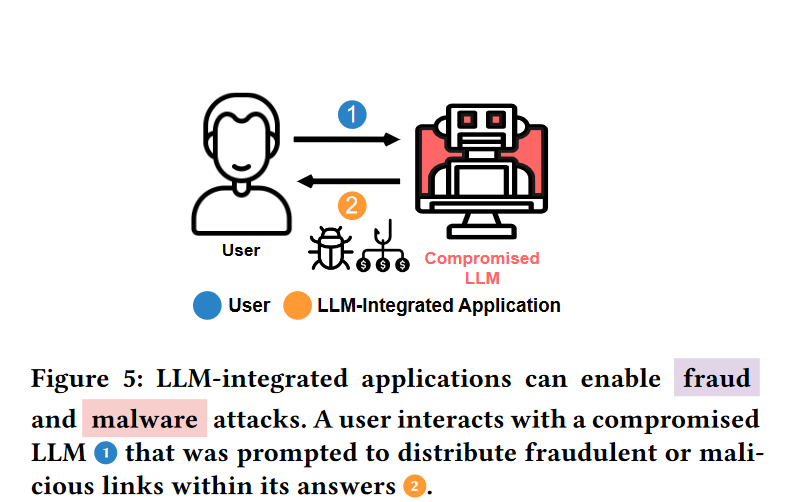 1
2
User
$ $ $
Compromised
LLM
User LLM-Integrated Application
Figure 5: LLM-integrated applications can enable fraud
and malware attacks. A user interacts with a compromised
LLM 1 that was prompted to distribute fraudulent or mali-
cious links within its answers 2.